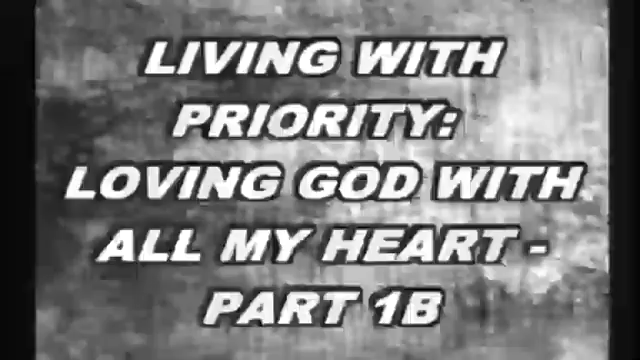 LIVING WITH
PRIORITY:
LOVING GOD WITH
ALL MY HEART -
PART 1B